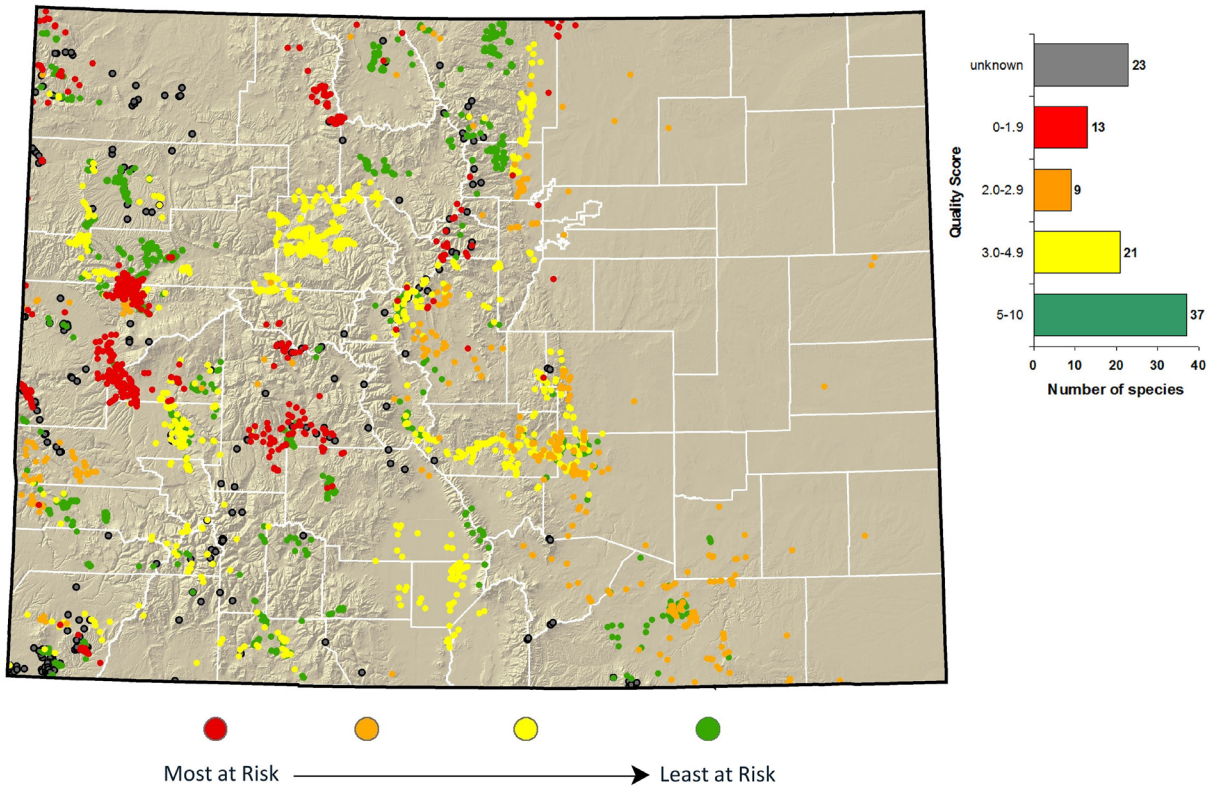 unknown
23
0-1.9
13
2.0-2.9
9
3.0-4.9
21
5-10
37
Quality Score
0 10 20 30 40
Number of species
Most at Risk
Least at Risk